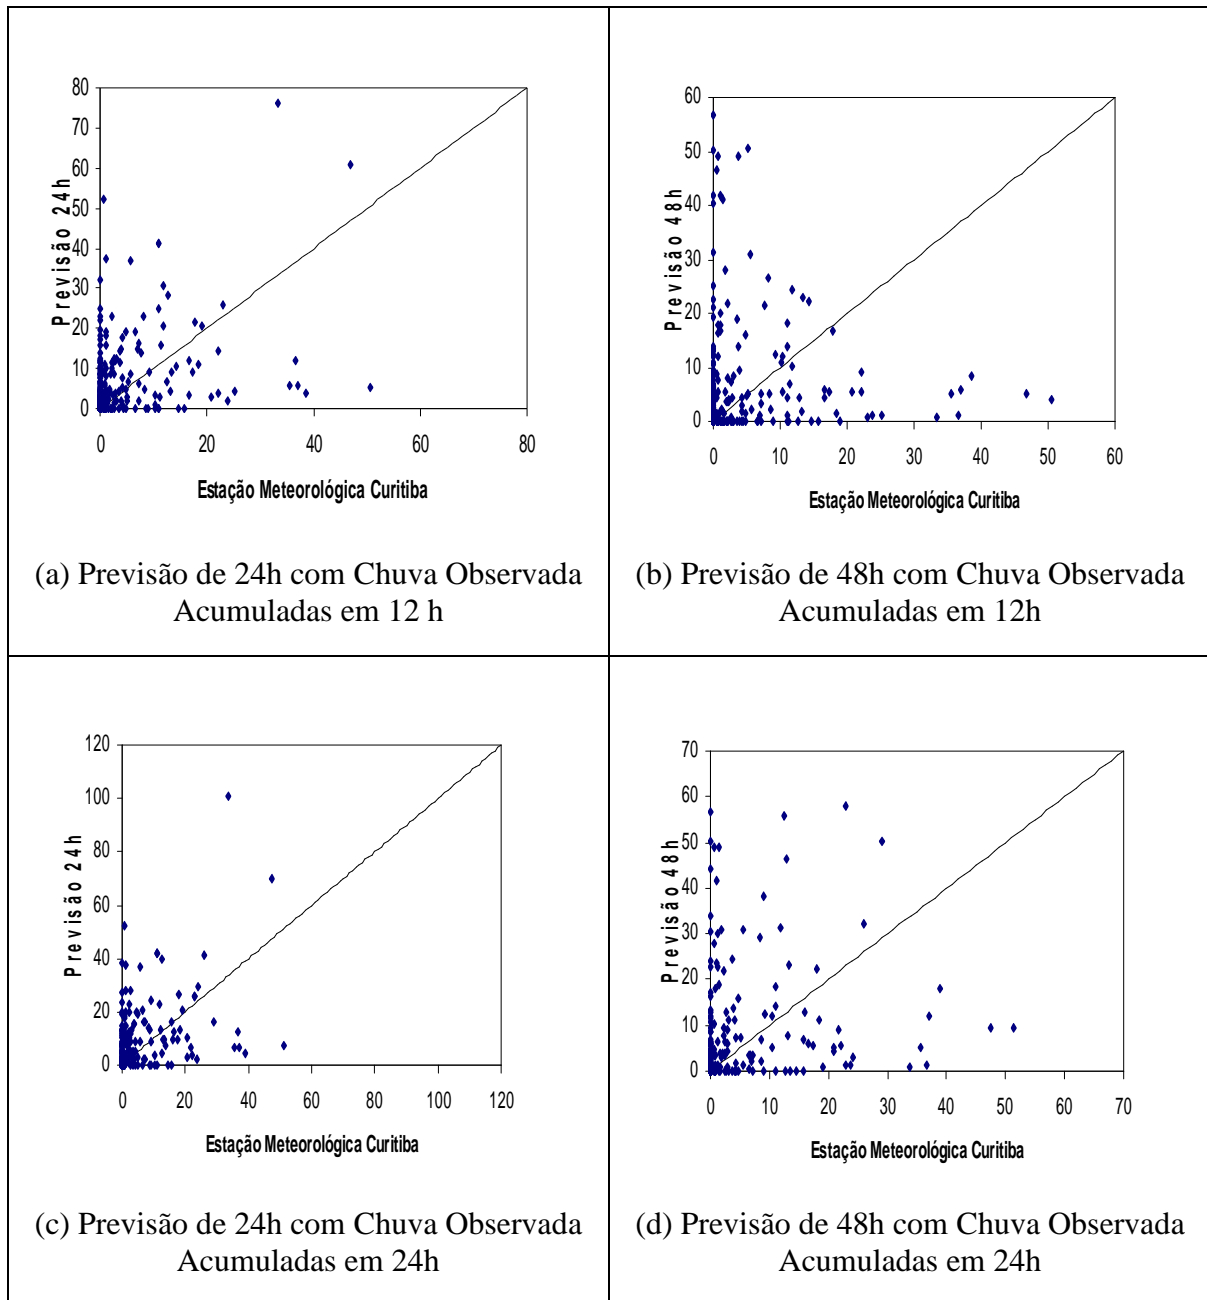 80
70
60
50
40
30
20
10
0
Previsão 24h
0 20 40 60 80
Estação Meteorológica Curitiba
(a) Previsão de 24h com Chuva Observada
Acumuladas em 12 h
60
50
40
30
20
10
0
Previsão 48h
0 10 20 30 40 50 60
Estação Meteorológica Curitiba
(b) Previsão de 48h com Chuva Observada
Acumuladas em 12h
120
100
80
60
40
20
0
Previsão 24h
0 20 40 60 80 100 120
Estação Meteorológica Curitiba
(c) Previsão de 24h com Chuva Observada
Acumuladas em 24h
70
60
50
40
30
20
10
0
Previsão 48h
0 10 20 30 40 50 60 70
Estação Meteorológica Curitiba
(d) Previsão de 48h com Chuva Observada
Acumuladas em 24h